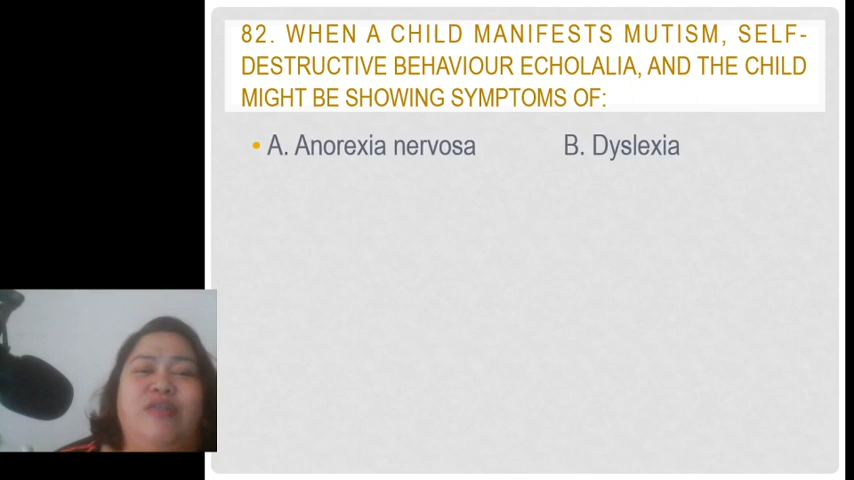 82. WHEN A CHILD MANIFESTS MUTISM, SELF-
DESTRUCTIVE BEHAVIOUR ECHOLALIA, AND THE CHILD
MIGHT BE SHOWING SYMPTOMS OF:
• A. Anorexia nervosa B. Dyslexia